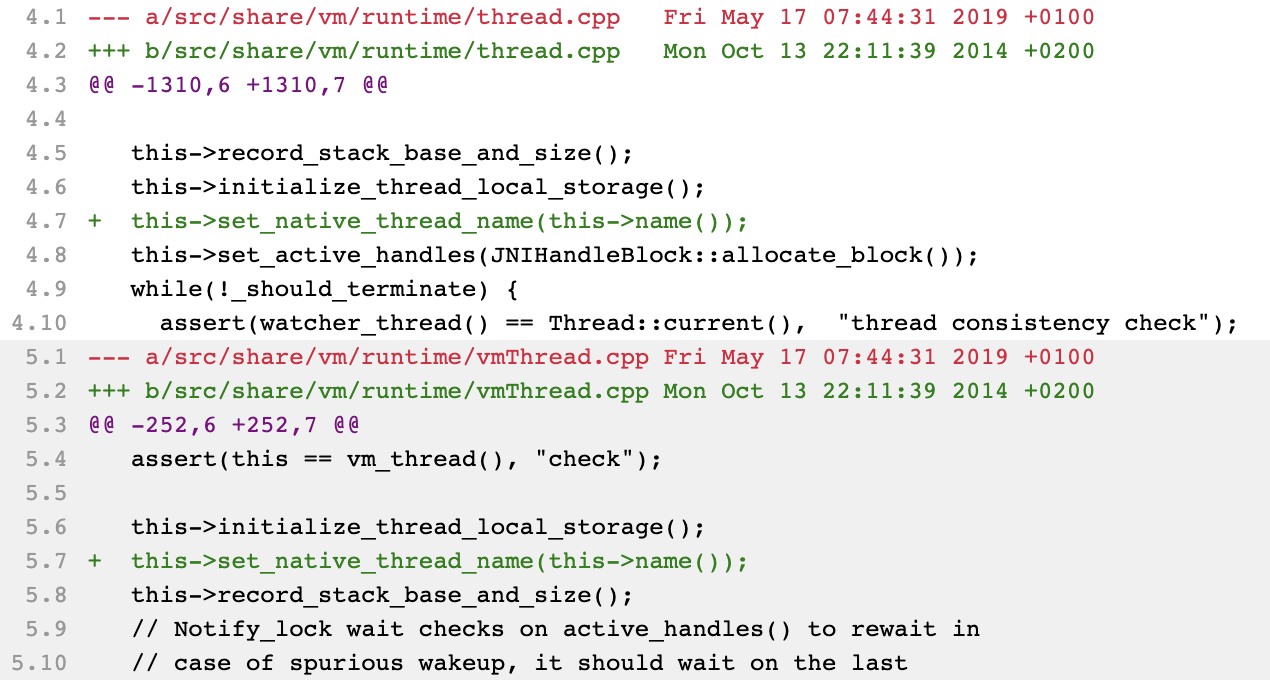 4.1 --- a/src/share/vm/runtime/thread.cpp   Fri May 17 07:44:31 2019 +0100
4.2 +++ b/src/share/vm/runtime/thread.cpp   Mon Oct 13 22:11:39 2014 +0200
4.3 @@ -1310,6 +1310,7 @@
4.4
4.5    this->record_stack_base_and_size();
4.6    this->initialize_thread_local_storage();
4.7 +  this->set_native_thread_name(this->name());
4.8    this->set_active_handles(JNIHandleBlock::allocate_block());
4.9    while(!_should_terminate) {
4.10      assert(watcher_thread() == Thread::current(),  "thread consistency check");
5.1 --- a/src/share/vm/runtime/vmThread.cpp Fri May 17 07:44:31 2019 +0100
5.2 +++ b/src/share/vm/runtime/vmThread.cpp Mon Oct 13 22:11:39 2014 +0200
5.3 @@ -252,6 +252,7 @@
5.4    assert(this == vm_thread(), "check");
5.5
5.6    this->initialize_thread_local_storage();
5.7 +  this->set_native_thread_name(this->name());
5.8    this->record_stack_base_and_size();
5.9    // Notify_lock wait checks on active_handles() to rewait in
5.10    // case of spurious wakeup, it should wait on the last